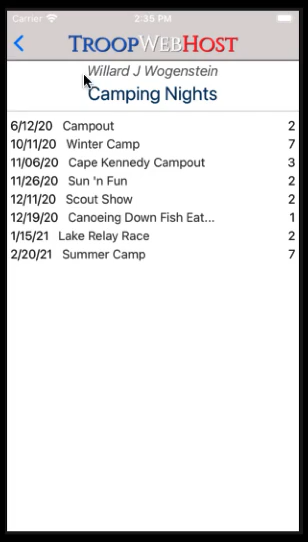 Carrier 2:35 PM
TROOPWEBHOST
Willard J Wogenstein
Camping Nights
6/12/20 Campout 2
10/11/20 Winter Camp 7
11/06/20 Cape Kennedy Campout 3
11/26/20 Sun 'n Fun 2
12/11/20 Scout Show 2
12/19/20 Canoeing Down Fish Eat... 1
1/15/21 Lake Relay Race 2
2/20/21 Summer Camp 7